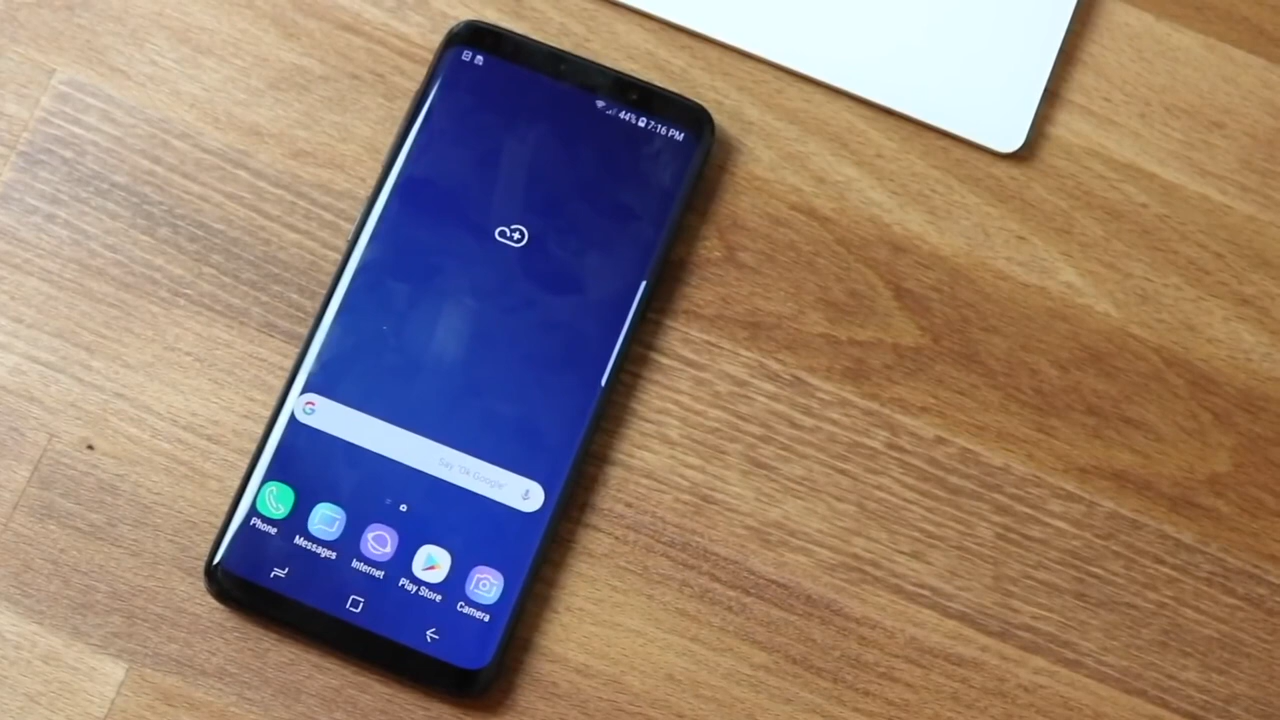 44% 7:16 PM
G
Say "Ok Google"
Phone
Messages
Internet
Play Store
Camera